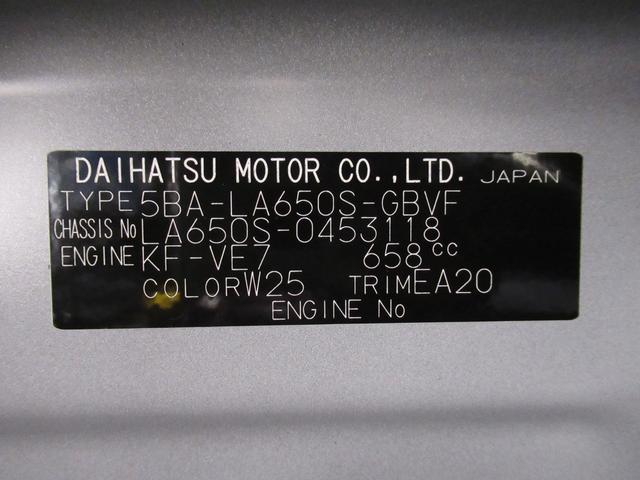 DAIHATSU MOTOR CO.,LTD. JAPAN
TYPE 5BA-LA650S-GBVF
CHASSIS No LA650S-0453118
ENGINE KF-VE7 658cc
COLOR W25 TRIM EA20
ENGINE No